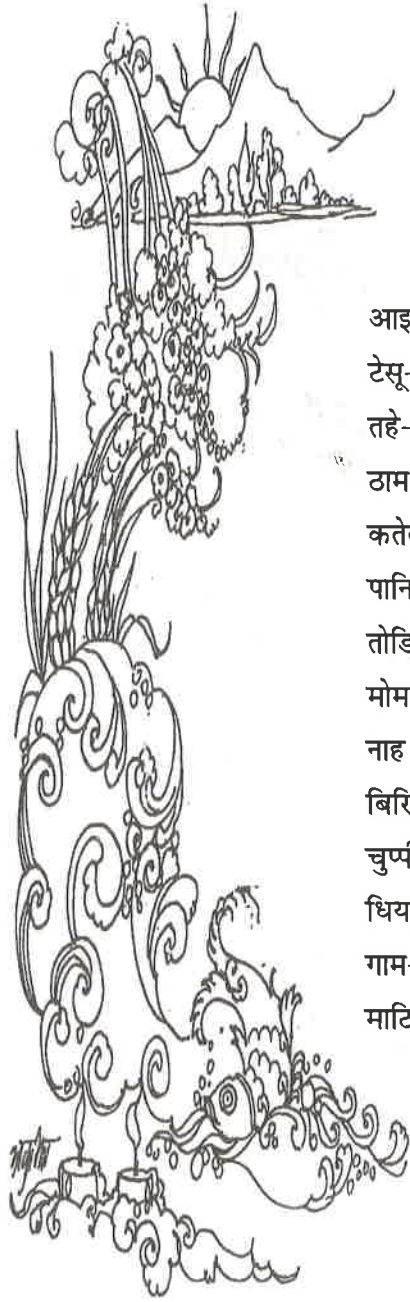 आइ
टेसू-
तहे-
ठाम
कतेव
पानि
तोडि
मोम
नाह
बिरि
चुप्पी
धिय
गाम-
माटि